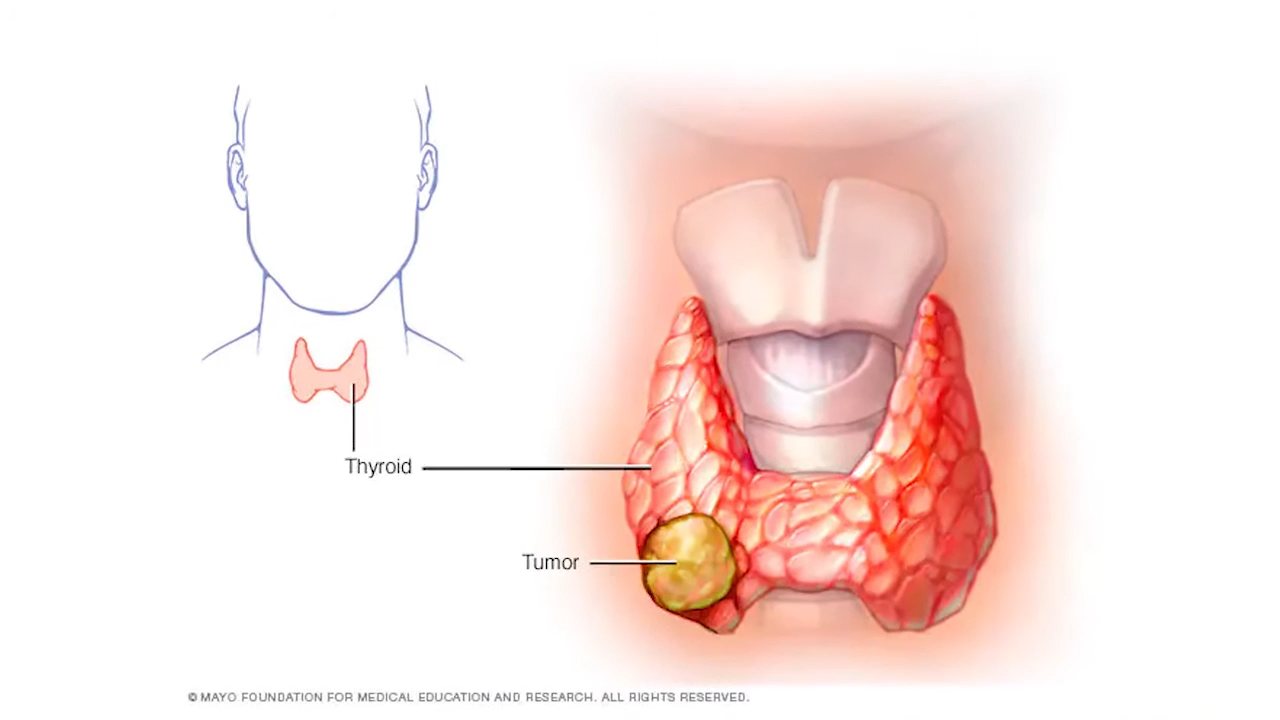 Thyroid
Tumor
© MAYO FOUNDATION FOR MEDICAL EDUCATION AND RESEARCH. ALL RIGHTS RESERVED.